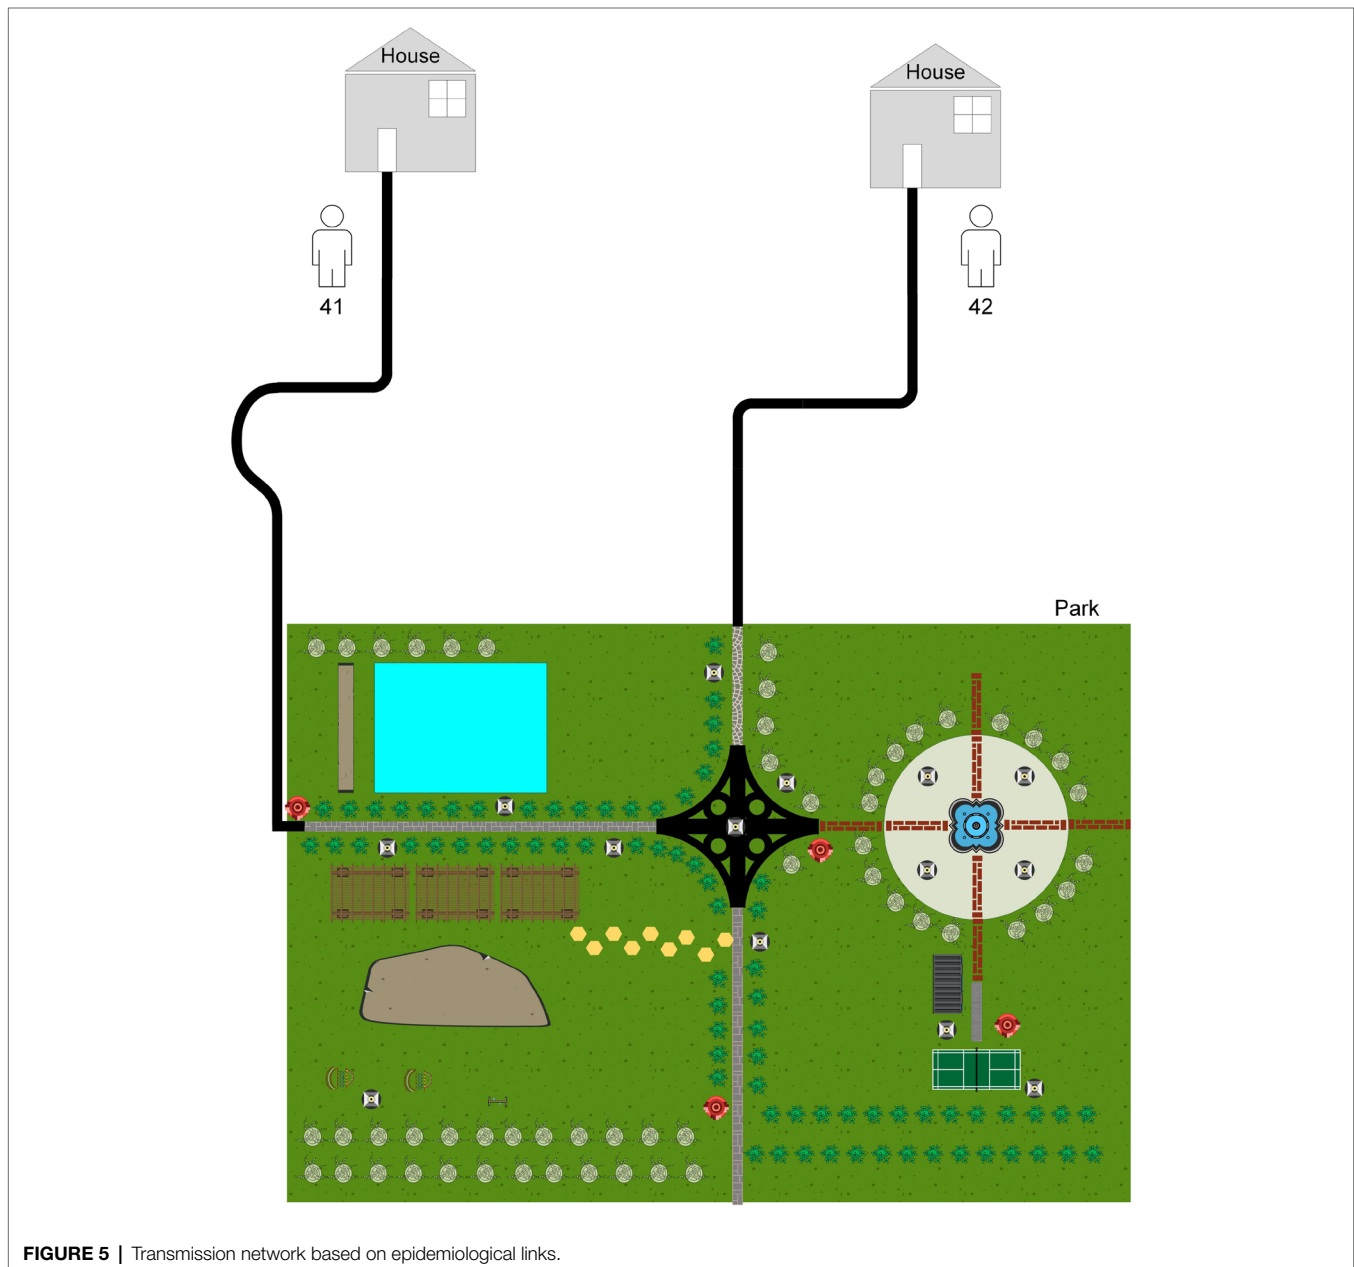 House
House
41
42
Park
FIGURE 5 | Transmission network based on epidemiological links.